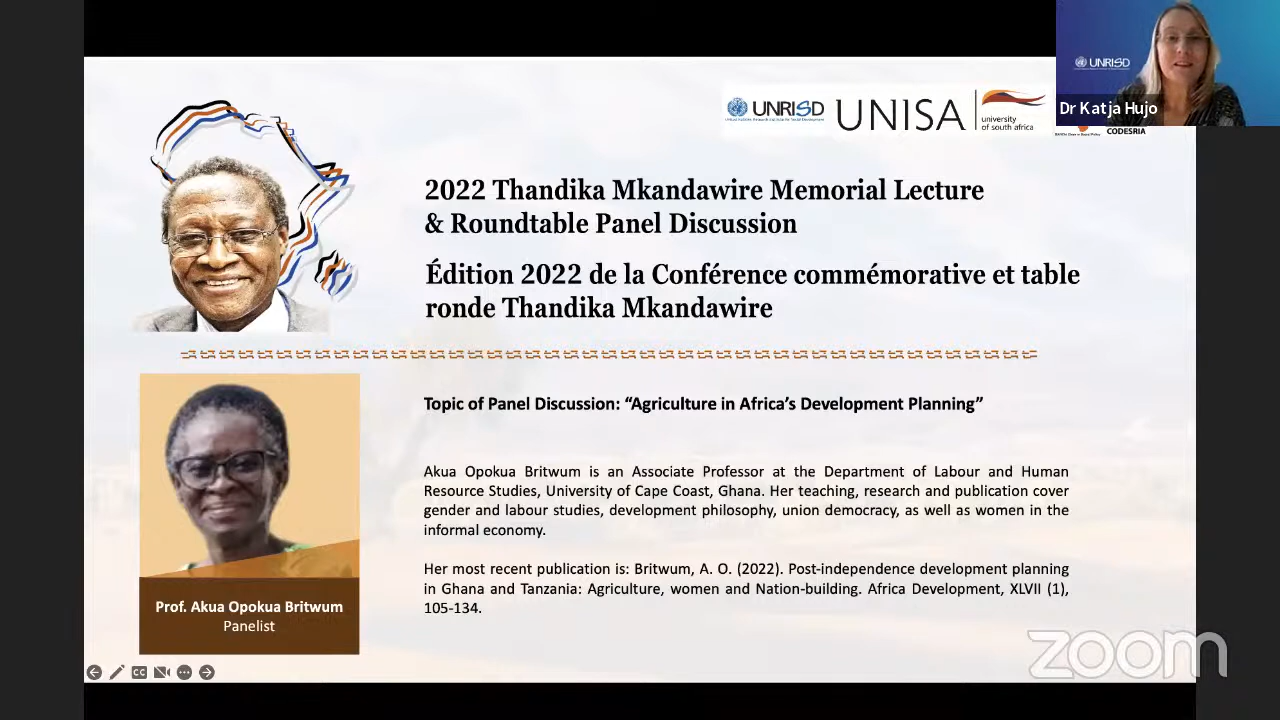 UNRISD
Dr Katja Hujo
UNRISD
UNISA
university
of south africa
CODESRIA
2022 Thandika Mkandawire Memorial Lecture
& Roundtable Panel Discussion
Édition 2022 de la Conférence commémorative et table
ronde Thandika Mkandawire
Topic of Panel Discussion: “Agriculture in Africa’s Development Planning”
Akua Opokua Britwum is an Associate Professor at the Department of Labour and Human
Resource Studies, University of Cape Coast, Ghana. Her teaching, research and publication cover
gender and labour studies, development philosophy, union democracy, as well as women in the
informal economy.
Her most recent publication is: Britwum, A. O. (2022). Post-independence development planning
in Ghana and Tanzania: Agriculture, women and Nation-building. Africa Development, XLVII (1),
105-134.
Prof. Akua Opokua Britwum
Panelist
CC
zoom